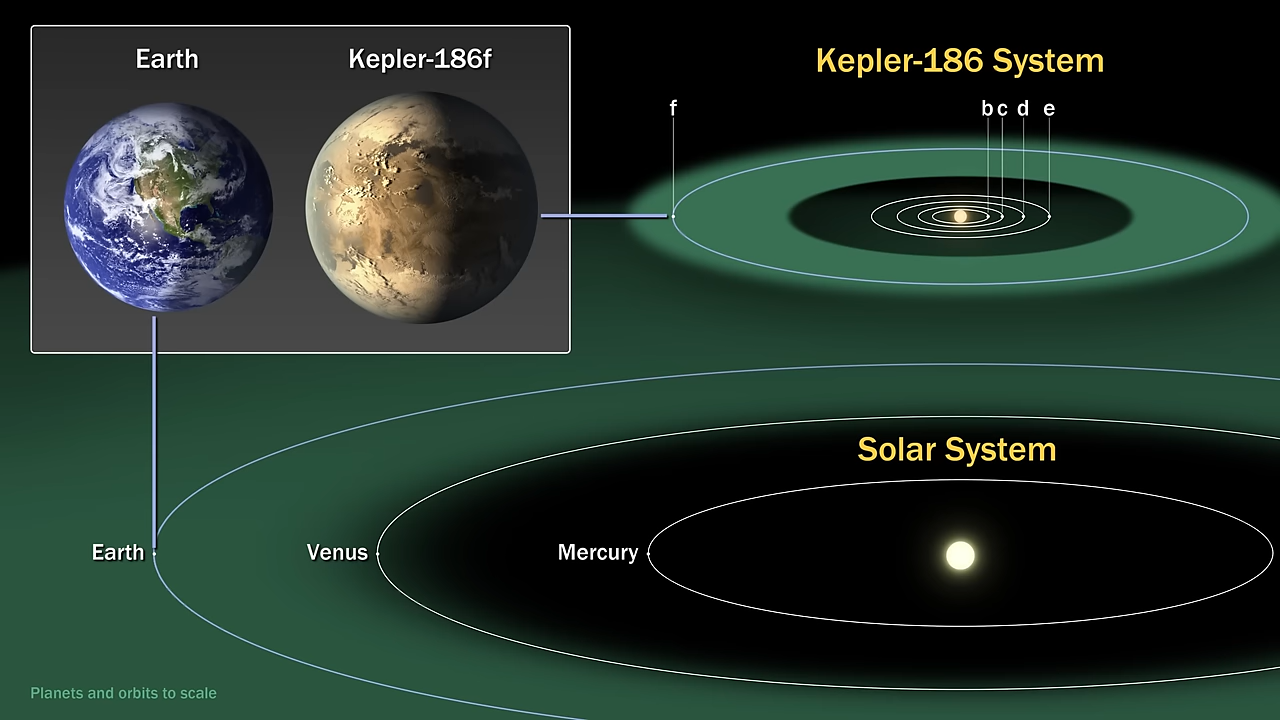 Earth
Kepler-186f
Kepler-186 System
f
b c d e
Solar System
Earth
Venus
Mercury
Planets and orbits to scale